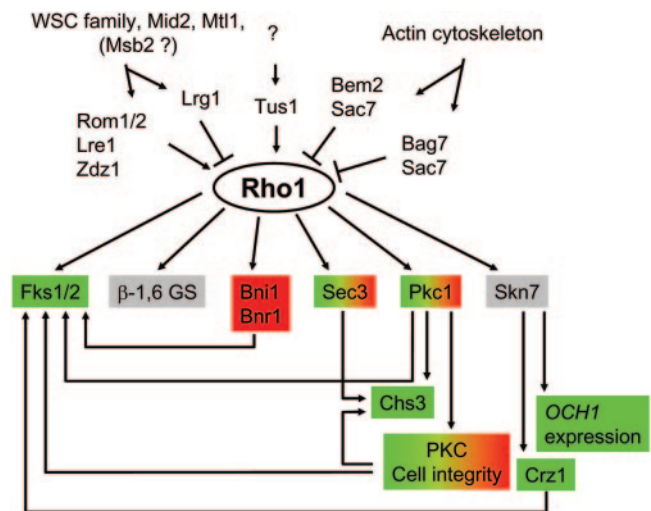 WSC family, Mid2, Mtl1,
(Msb2 ?)
?
Actin cytoskeleton
Lrg1
Tus1
Bem2
Sac7
Rom1/2
Lre1
Zdz1
Bag7
Sac7
Rho1
Fks1/2
β-1,6 GS
Bni1
Bnr1
Sec3
Pkc1
Skn7
Chs3
OCH1
expression
PKC
Cell integrity
Crz1